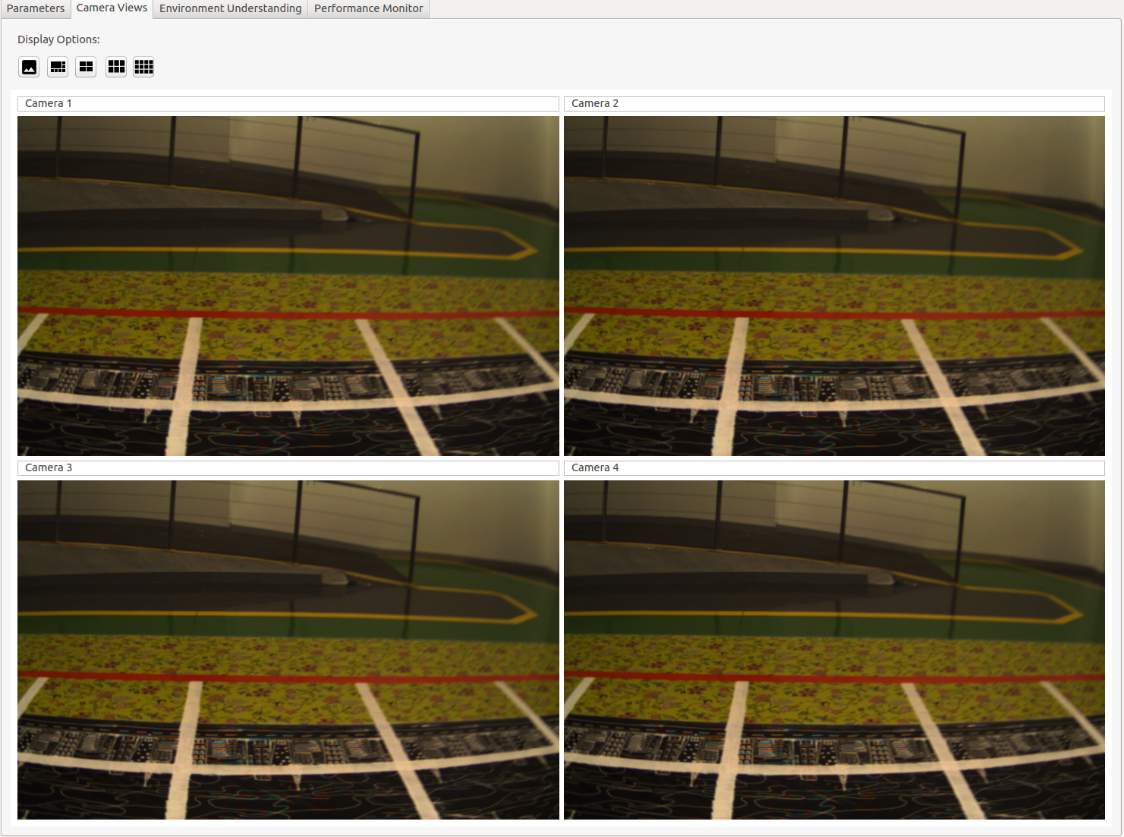 Parameters Camera Views Environment Understanding Performance Monitor
Display Options:
Camera 1 Camera 2
Camera 3 Camera 4